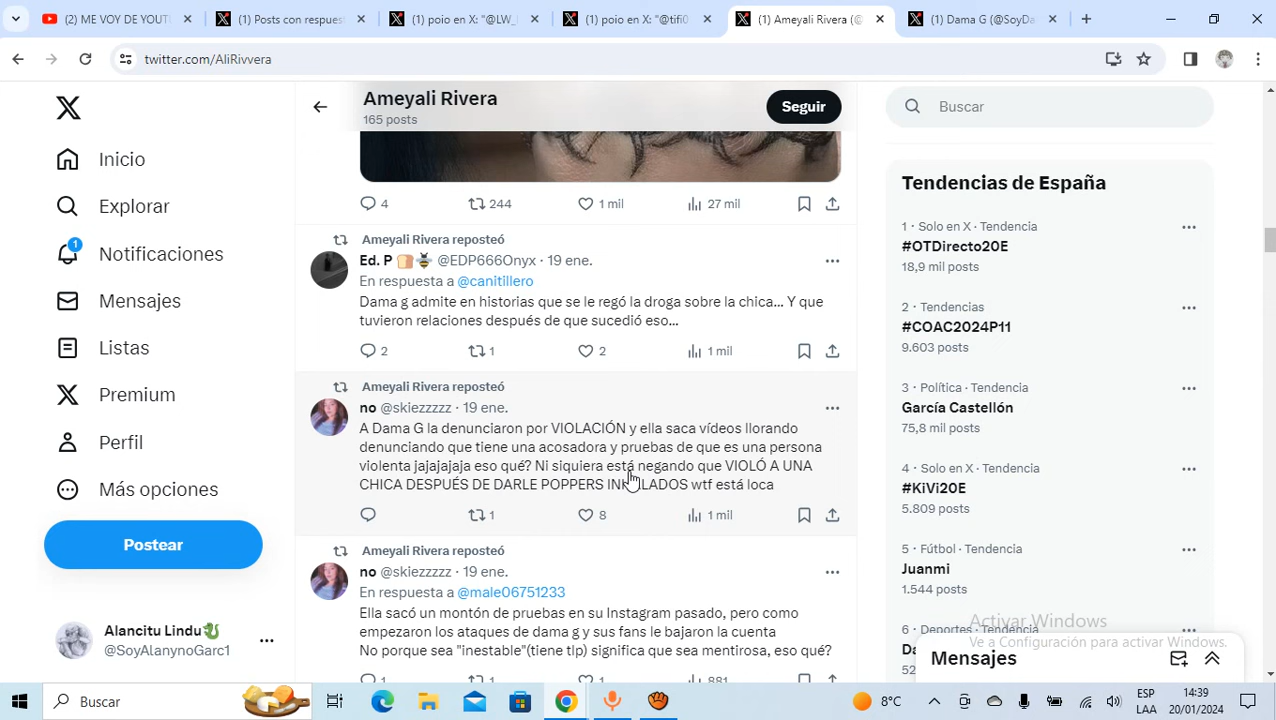 (2) ME VOY DE YOUT
(1) Posts con respues
(1) poio en X: "@LW_
(1) poio en X: "@tifi0
(1) Ameyali Rivera (@
(1) Dama G (@SoyDa
twitter.com/AliRivvera
Inicio
Explorar
1
Notificaciones
Mensajes
Listas
Premium
Perfil
Más opciones
Postear
Alancitu Lindu
@SoyAlanynoGarc1
Ameyali Rivera
165 posts
Seguir
4 244 1 mil 27 mil
Ameyali Rivera reposteó
Ed. P @EDP666Onyx · 19 ene.
En respuesta a @canitillero
Dama g admite en historias que se le regó la droga sobre la chica... Y que
tuvieron relaciones después de que sucedió eso...
2 1 2 1 mil
Ameyali Rivera reposteó
no @skiezzzzz · 19 ene.
A Dama G la denunciaron por VIOLACIÓN y ella saca vídeos llorando
denunciando que tiene una acosadora y pruebas de que es una persona
violenta jajajajaja eso qué? Ni siquiera está negando que VIOLÓ A UNA
CHICA DESPUÉS DE DARLE POPPERS wtf está loca
1 8 1 mil
Ameyali Rivera reposteó
no @skiezzzzz · 19 ene.
En respuesta a @male06751233
Ella sacó un montón de pruebas en su Instagram pasado, pero como
empezaron los ataques de dama g y sus fans le bajaron la cuenta
No porque sea "inestable"(tiene tlp) significa que sea mentirosa, eso qué?
1 1 1 881
Buscar
Tendencias de España
1 · Solo en X · Tendencia
#OTDirecto20E
18,9 mil posts
2 · Tendencias
#COAC2024P11
9.603 posts
3 · Política · Tendencia
García Castellón
75,8 mil posts
4 · Solo en X · Tendencia
#KiVi20E
5.809 posts
5 · Fútbol · Tendencia
Juanmi
1.544 posts
6 · Deportes · Tendencia
Da
52
Activar Windows
Ve a Configuración para activar Windows.
Mensajes
Buscar
8°C
ESP
LAA
14:39
20/01/2024